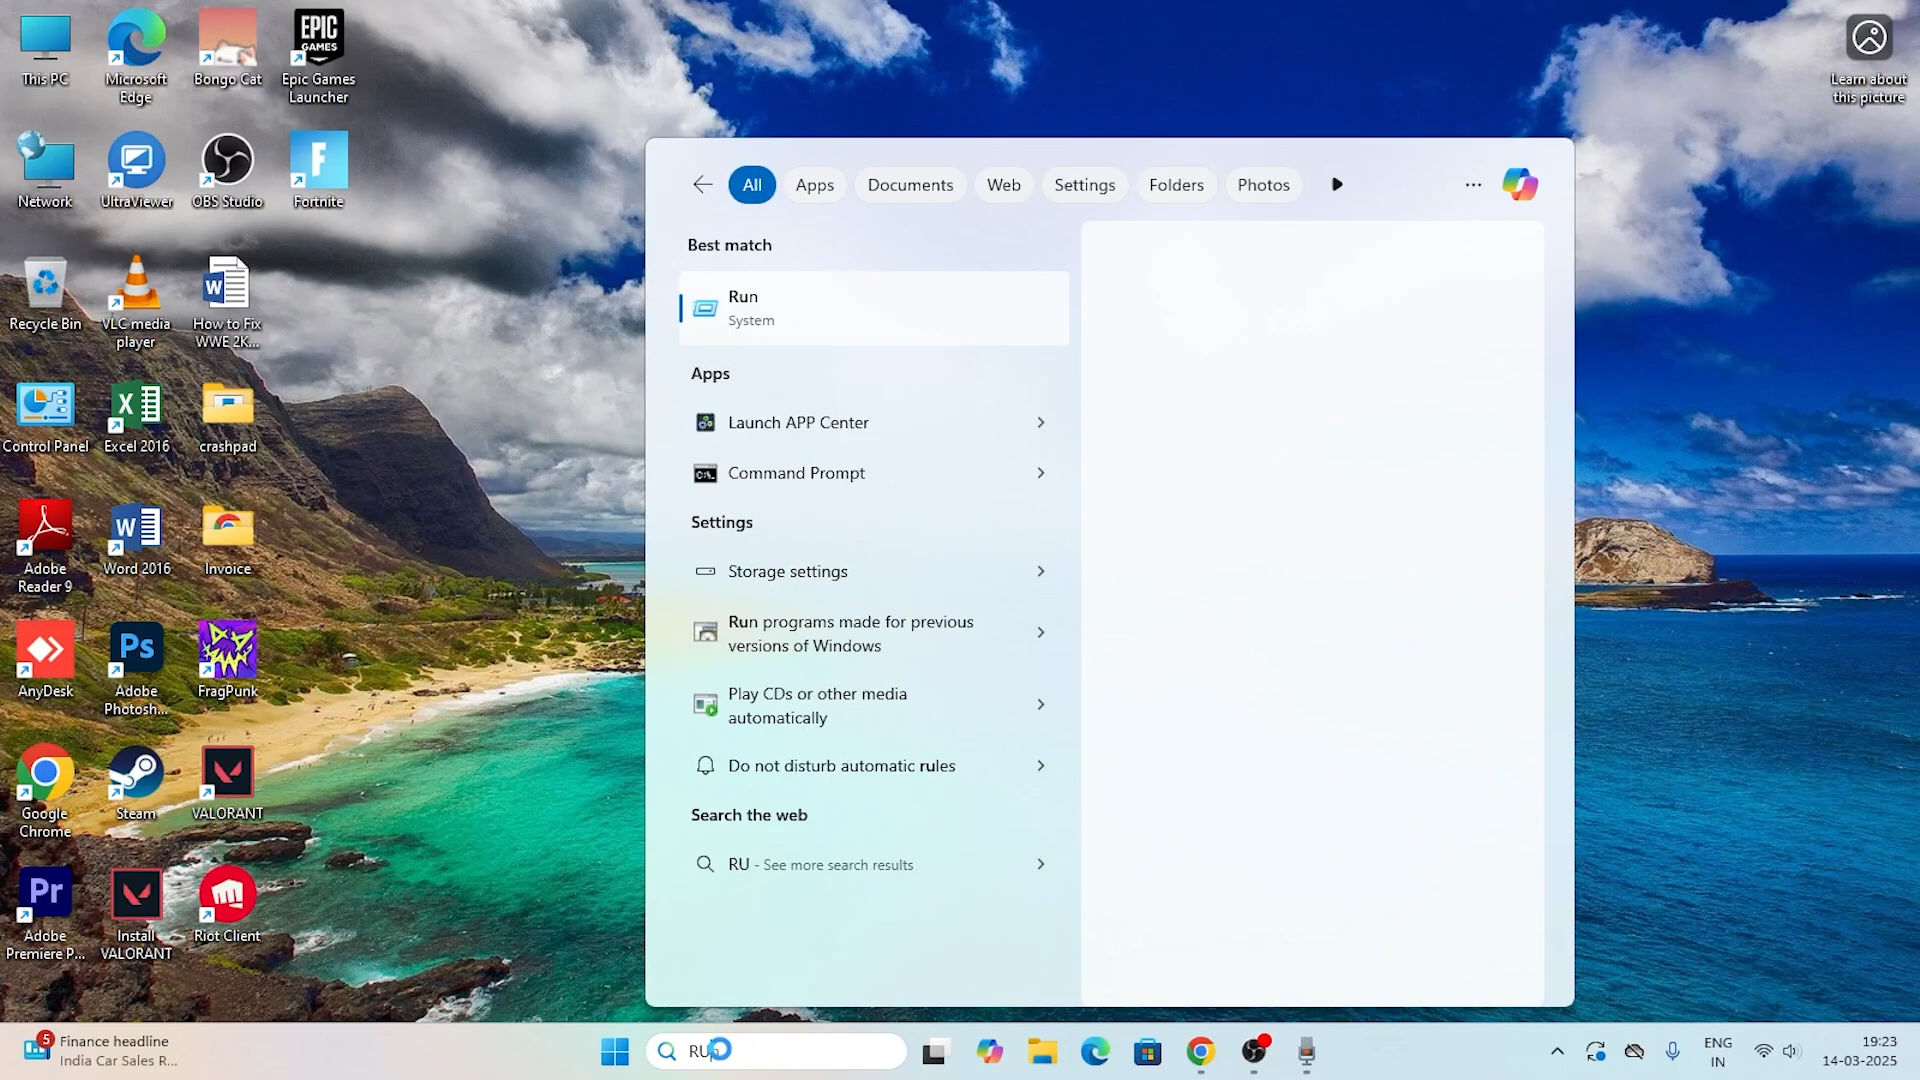 This PC
Microsoft
Edge
Bongo Cat
EPIC
GAMES
Epic Games
Launcher
Learn about
this picture
Network
UltraViewer
OBS Studio
F
Fortnite
Recycle Bin
VLC media
player
W
How to Fix
WWE 2K...
Control Panel
X
Excel 2016
crashpad
Adobe
Reader 9
W
Word 2016
Invoice
AnyDesk
Ps
Adobe
Photosh...
FragPunk
Google
Chrome
Steam
VALORANT
Pr
Adobe
Premiere P...
Install
VALORANT
Riot Client
All
Apps
Documents
Web
Settings
Folders
Photos
Best match
Run
System
Apps
Launch APP Center
Command Prompt
Settings
Storage settings
Run programs made for previous
versions of Windows
Play CDs or other media
automatically
Do not disturb automatic rules
Search the web
RU - See more search results
5
Finance headline
India Car Sales R...
RU
ENG
IN
19:23
14-03-2025